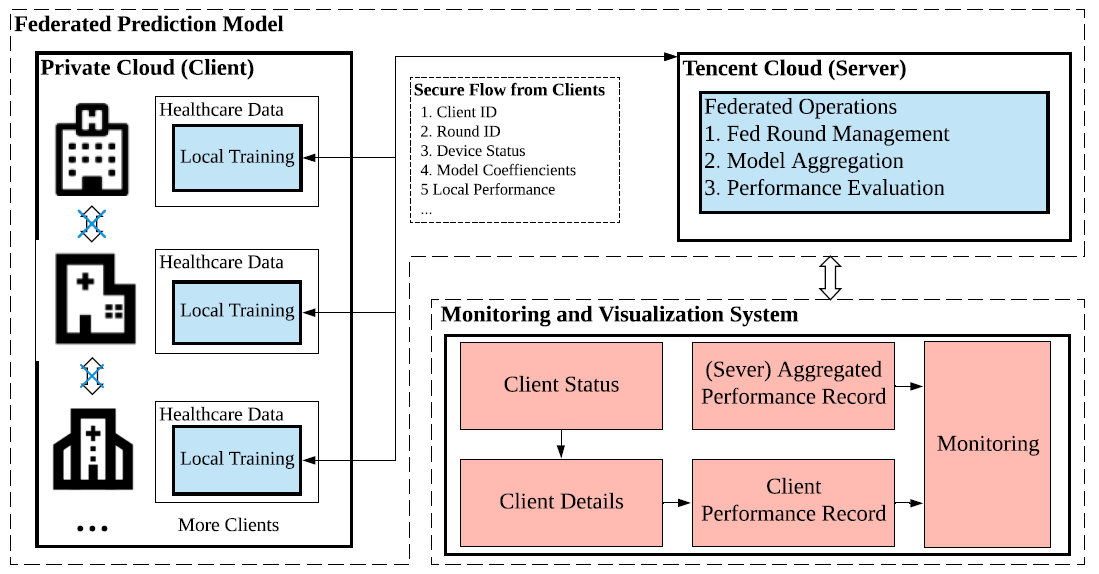 Federated Prediction Model
Private Cloud (Client)
Healthcare Data
Local Training
Healthcare Data
Local Training
Healthcare Data
Local Training
...
More Clients
Secure Flow from Clients
1. Client ID
2. Round ID
3. Device Status
4. Model Coeffiencients
5 Local Performance
...
Tencent Cloud (Server)
Federated Operations
1. Fed Round Management
2. Model Aggregation
3. Performance Evaluation
Monitoring and Visualization System
Client Status
(Sever) Aggregated
Performance Record
Client Details
Client
Performance Record
Monitoring